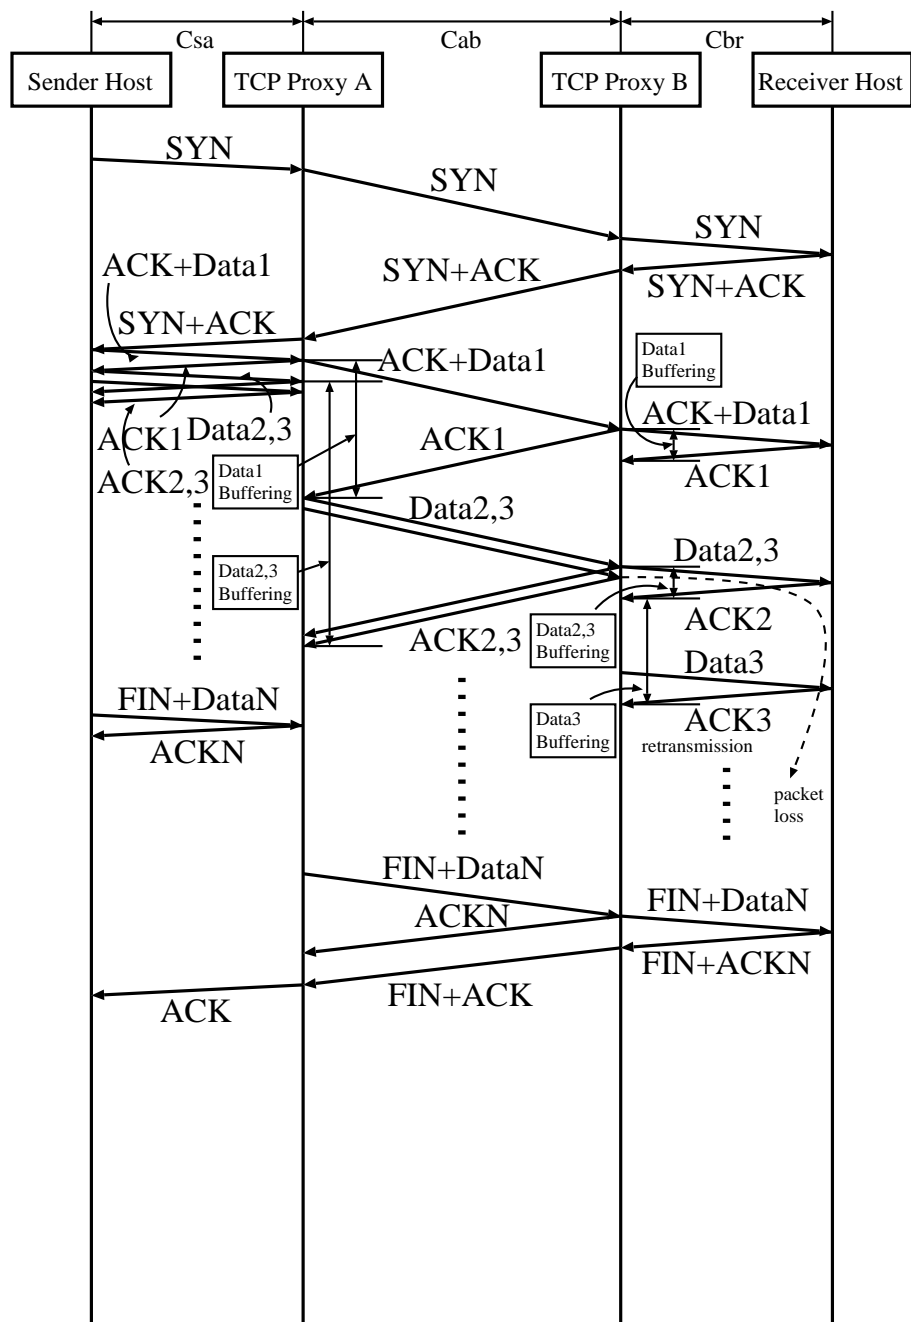 Csa
Cab
Cbr
Sender Host
TCP Proxy A
TCP Proxy B
Receiver Host
SYN
SYN
SYN
ACK+Data1
SYN+ACK
SYN+ACK
SYN+ACK
Data1
Buffering
ACK+Data1
ACK+Data1
Data2,3
ACK1
ACK1
ACK1
ACK2,3
Data1
Buffering
Data2,3
Data2,3
Data2,3
Buffering
ACK2
Data2,3
Buffering
ACK2,3
Data3
FIN+DataN
ACK3
Data3
Buffering
ACKN
retransmission
packet
loss
FIN+DataN
FIN+DataN
ACKN
FIN+ACKN
FIN+ACK
ACK